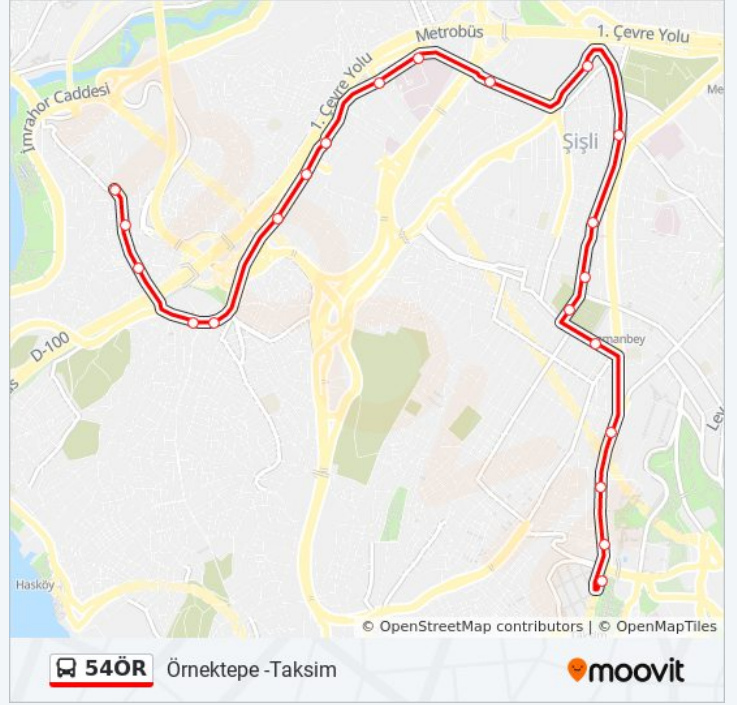 Metrobüs
1. Çevre Yolu
1. Çevre Yolu
İmrahor Caddesi
Şişli
D-100
Hasköy
© OpenStreetMap contributors | © OpenMapTiles
54ÖR
Örnektepe -Taksim
moovit